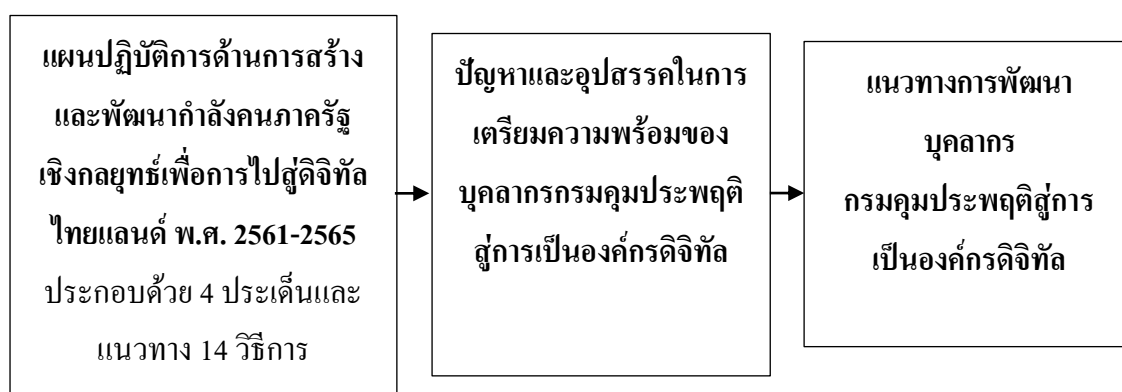 แผนปฏิบัติการด้านการสร้าง
และพัฒนากำลังคนภาครัฐ
เชิงกลยุทธ์เพื่อการไปสู่ดิจิทัล
ไทยแลนด์ พ.ศ. 2561-2565
ประกอบด้วย 4 ประเด็นและ
แนวทาง 14 วิธีการ
ปัญหาและอุปสรรคในการ
เตรียมความพร้อมของ
บุคลากรกรมคุมประพฤติ
สู่การเป็นองค์กรดิจิทัล
แนวทางการพัฒนา
บุคลากร
กรมคุมประพฤติสู่การ
เป็นองค์กรดิจิทัล